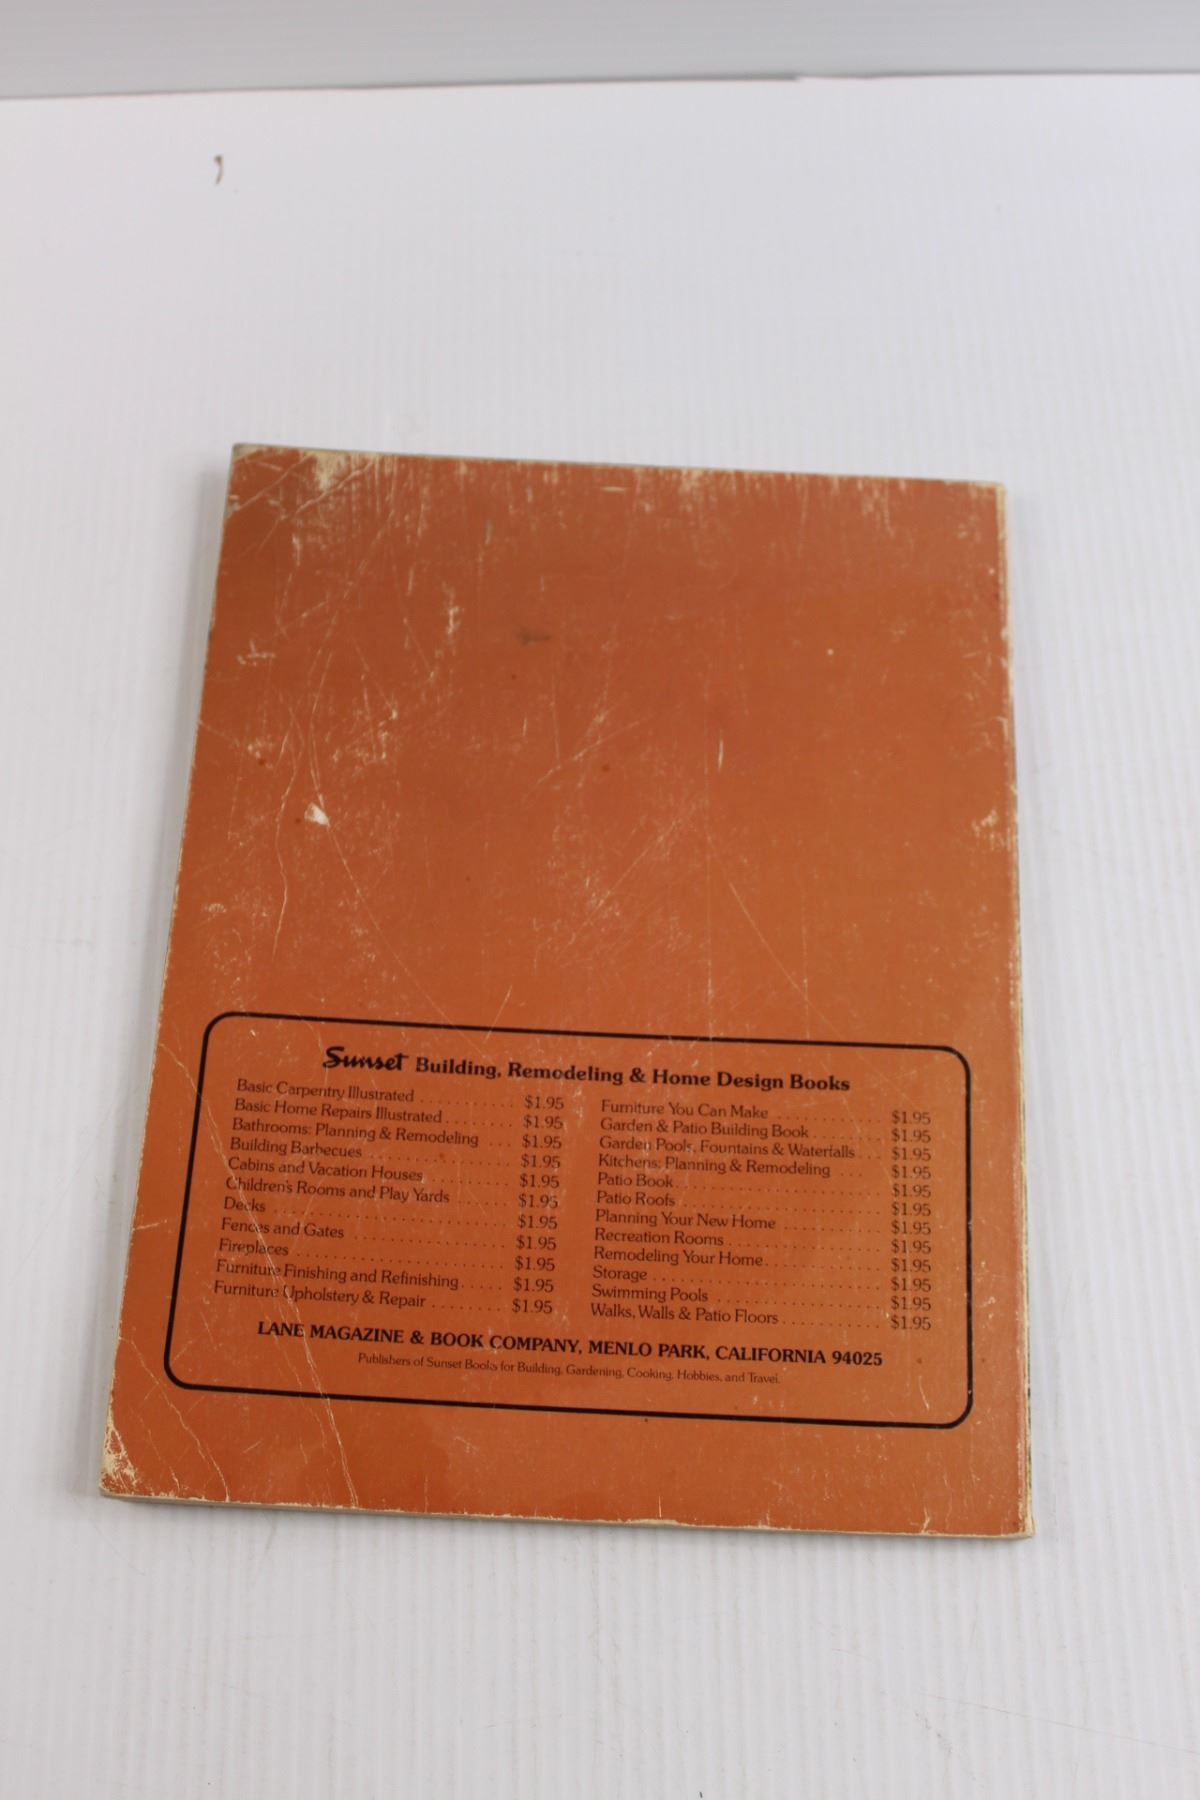 Sunset Building, Remodeling & Home Design Books
Basic Carpentry Illustrated . . . . . . . . . . $1.95
Basic Home Repairs Illustrated . . . . . . . $1.95
Bathrooms: Planning & Remodeling . . . $1.95
Building Barbecues . . . . . . . . . . . . . . . $1.95
Cabins and Vacation Houses . . . . . . . . . $1.95
Children's Rooms and Play Yards . . . . . . $1.95
Decks . . . . . . . . . . . . . . . . . . . . . . . . . $1.95
Fences and Gates . . . . . . . . . . . . . . . . $1.95
Fireplaces . . . . . . . . . . . . . . . . . . . . . . $1.95
Furniture Finishing and Refinishing . . . . . $1.95
Furniture Upholstery & Repair . . . . . . . . $1.95
Furniture You Can Make . . . . . . . . . . . $1.95
Garden & Patio Building Book . . . . . . . . $1.95
Garden Pools, Fountains & Waterfalls . . . $1.95
Kitchens: Planning & Remodeling . . . $1.95
Patio Book . . . . . . . . . . . . . . . . . . . . . . $1.95
Patio Roofs . . . . . . . . . . . . . . . . . . . . . $1.95
Planning Your New Home . . . . . . . . . . $1.95
Recreation Rooms . . . . . . . . . . . . . . . . $1.95
Remodeling Your Home . . . . . . . . . . . . $1.95
Storage . . . . . . . . . . . . . . . . . . . . . . . . $1.95
Swimming Pools . . . . . . . . . . . . . . . . . $1.95
Walks, Walls & Patio Floors . . . . . . . . . . . $1.95
LANE MAGAZINE & BOOK COMPANY, MENLO PARK, CALIFORNIA 94025
Publishers of Sunset Books for Building, Gardening, Cooking, Hobbies, and Travel.